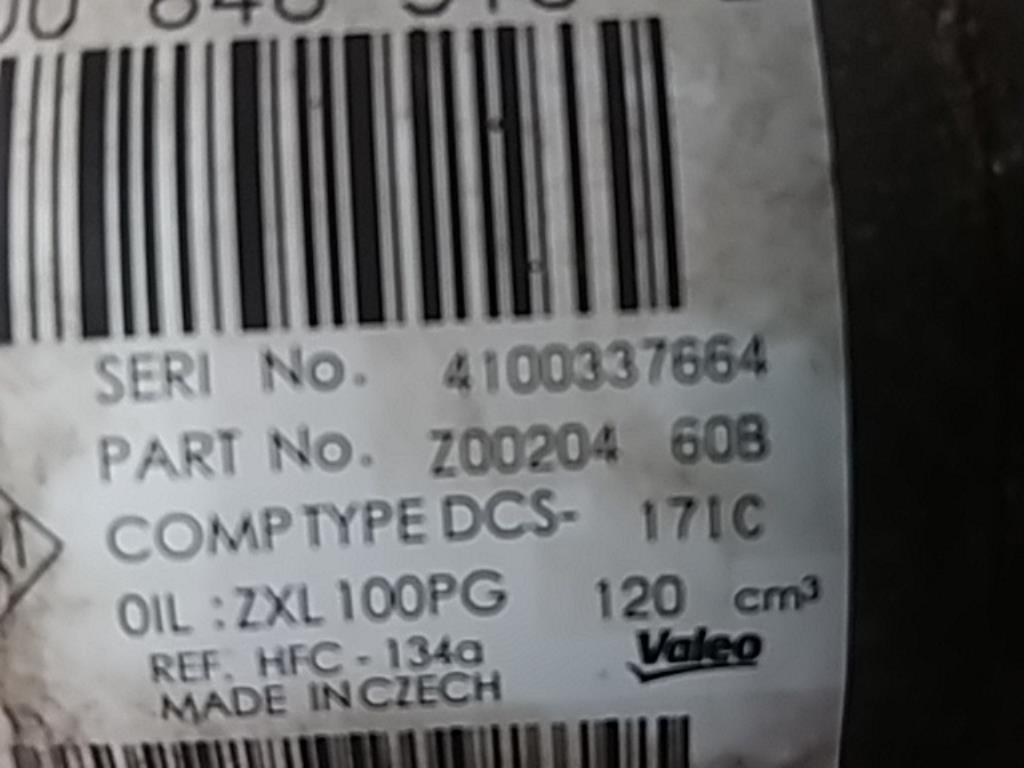 SERI No. 4100337664
PART No. Z00204 60B
COMP TYPE DCS- 171C
OIL : ZXL 100PG 120 cm³
REF. HFC - 134a
Valeo
MADE IN CZECH